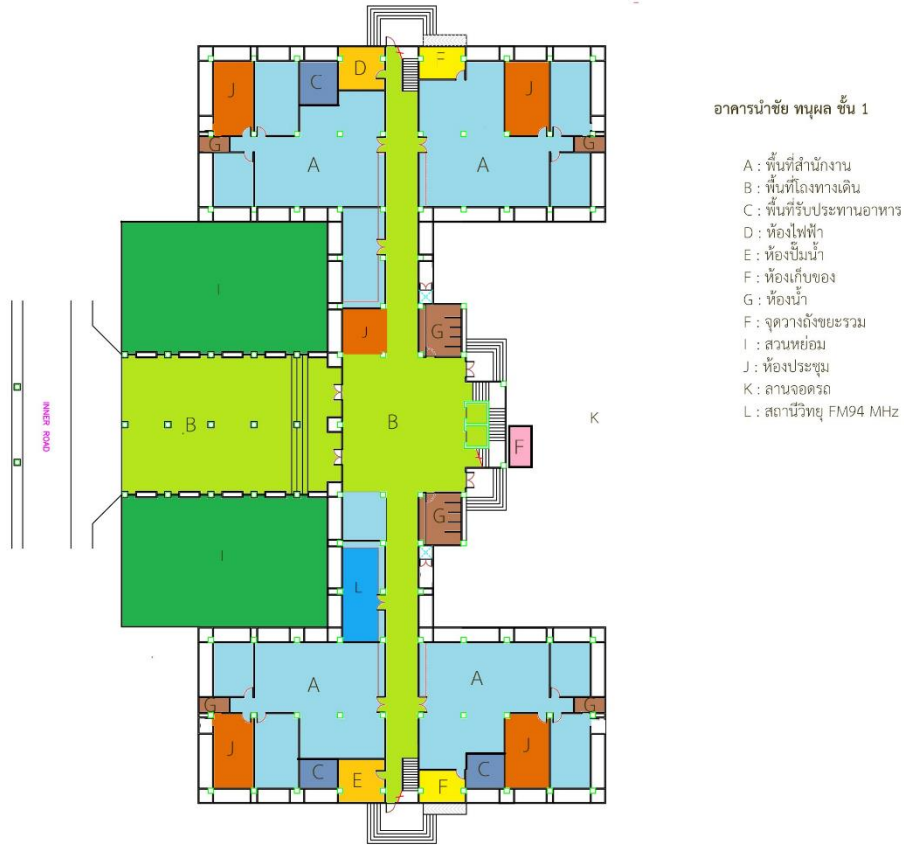 อาคารนำชัย ทนุผล ชั้น 1
A : พื้นที่สำนักงาน
B : พื้นที่โถงทางเดิน
C : พื้นที่รับประทานอาหาร
D : ห้องไฟฟ้า
E : ห้องปั๊มน้ำ
F : ห้องเก็บของ
G : ห้องน้ำ
F : จุดวางถังขยะรวม
I : สวนหย่อม
J : ห้องประชุม
K : ลานจอดรถ
L : สถานีวิทยุ FM94 MHz
J
C
D
F
J
G
A
A
G
I
J
G
INNER ROAD
B
B
K
F
G
I
L
A
A
G
G
J
C
E
F
C
J